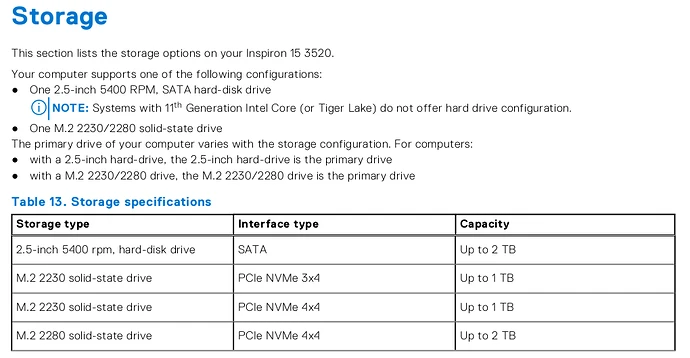 Storage
This section lists the storage options on your Inspiron 15 3520.
Your computer supports one of the following configurations:
● One 2.5-inch 5400 RPM, SATA hard-disk drive
NOTE: Systems with 11th Generation Intel Core (or Tiger Lake) do not offer hard drive configuration.
● One M.2 2230/2280 solid-state drive
The primary drive of your computer varies with the storage configuration. For computers:
● with a 2.5-inch hard-drive, the 2.5-inch hard-drive is the primary drive
● with a M.2 2230/2280 drive, the M.2 2230/2280 drive is the primary drive
Table 13. Storage specifications
Storage type Interface type Capacity
2.5-inch 5400 rpm, hard-disk drive SATA Up to 2 TB
M.2 2230 solid-state drive PCIe NVMe 3x4 Up to 1 TB
M.2 2230 solid-state drive PCIe NVMe 4x4 Up to 1 TB
M.2 2280 solid-state drive PCIe NVMe 4x4 Up to 2 TB